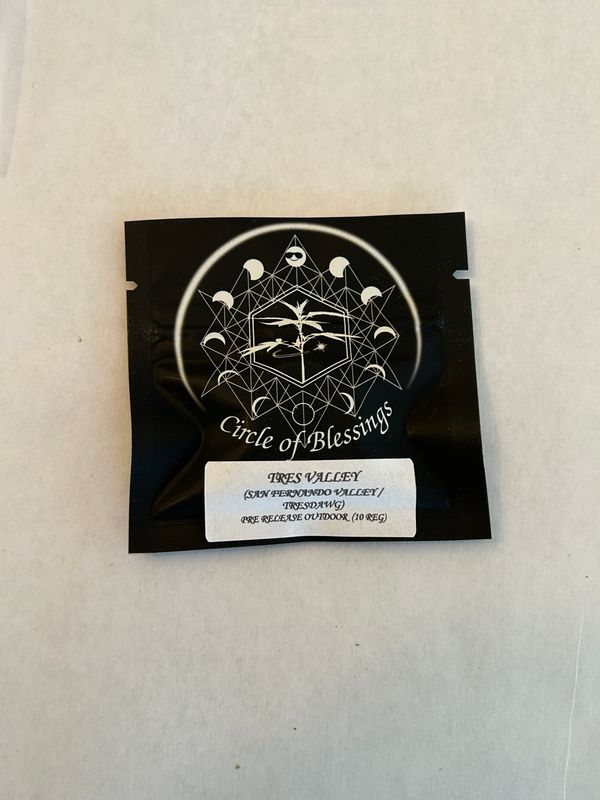 Circle of Blessings
TRES VALLEY
(SAN FERNANDO VALLEY /
TRESDAWG)
PRE RELEASE OUTDOOR (10 REG)